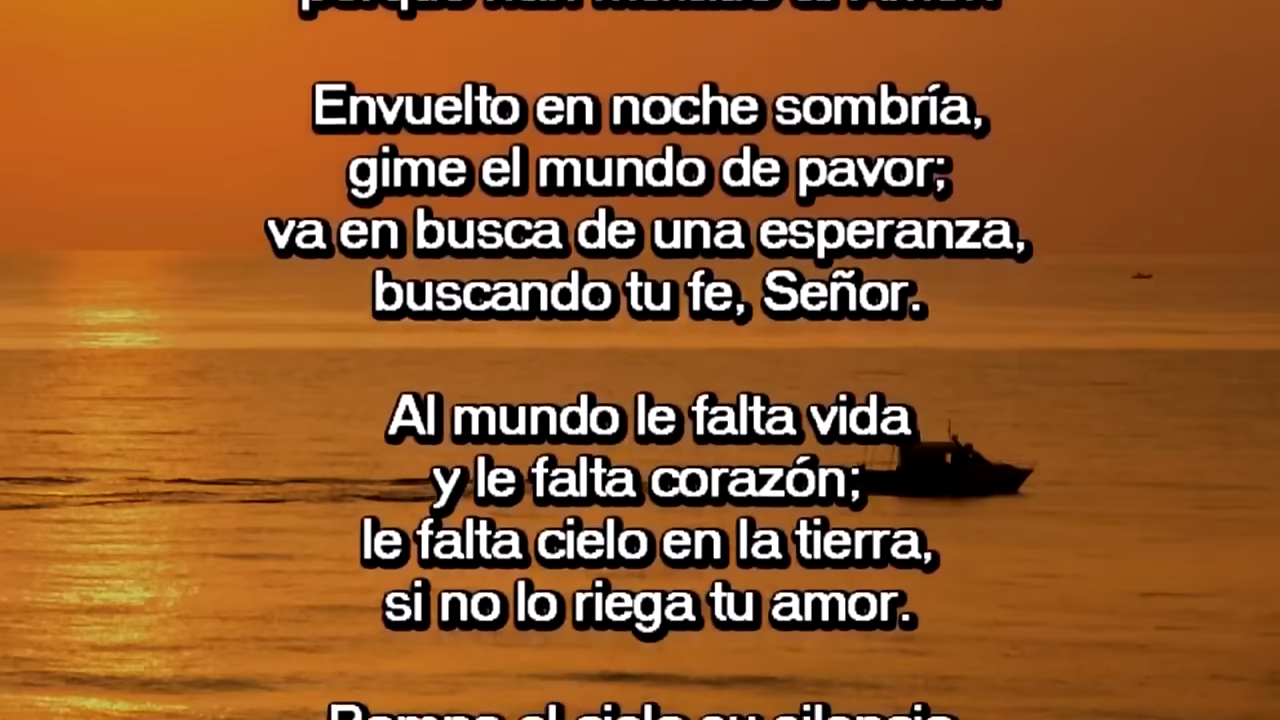 Envuelto en noche sombría,
gime el mundo de pavor;
va en busca de una esperanza,
buscando tu fe, Señor.
Al mundo le falta vida
y le falta corazón;
le falta cielo en la tierra,
si no lo riega tu amor.